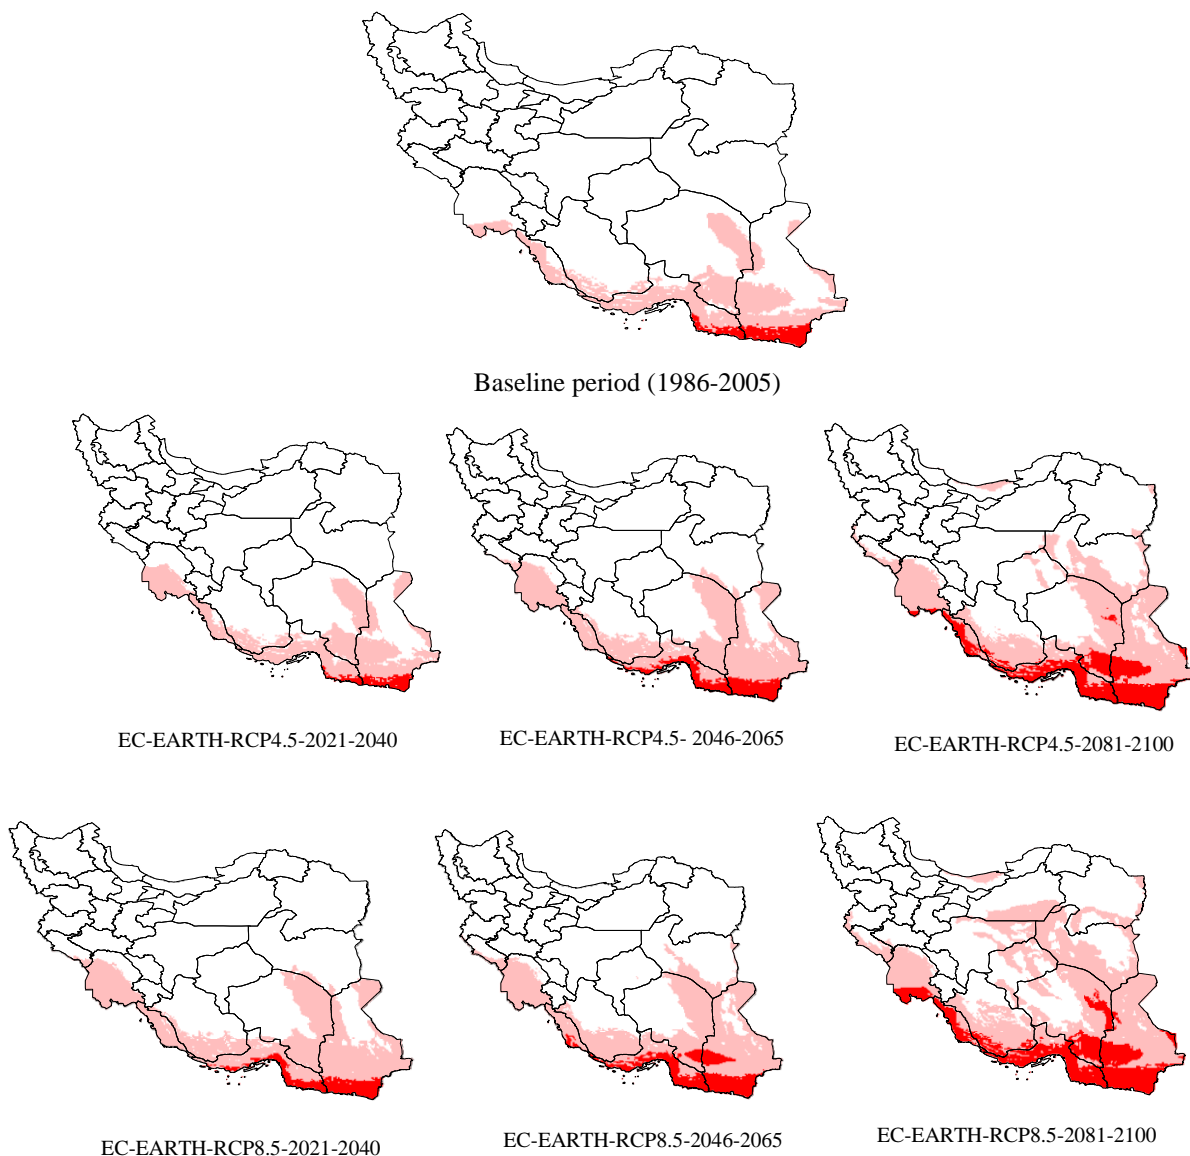 Baseline period (1986-2005)
EC-EARTH-RCP4.5-2021-2040
EC-EARTH-RCP4.5- 2046-2065
EC-EARTH-RCP4.5-2081-2100
EC-EARTH-RCP8.5-2021-2040
EC-EARTH-RCP8.5-2046-2065
EC-EARTH-RCP8.5-2081-2100